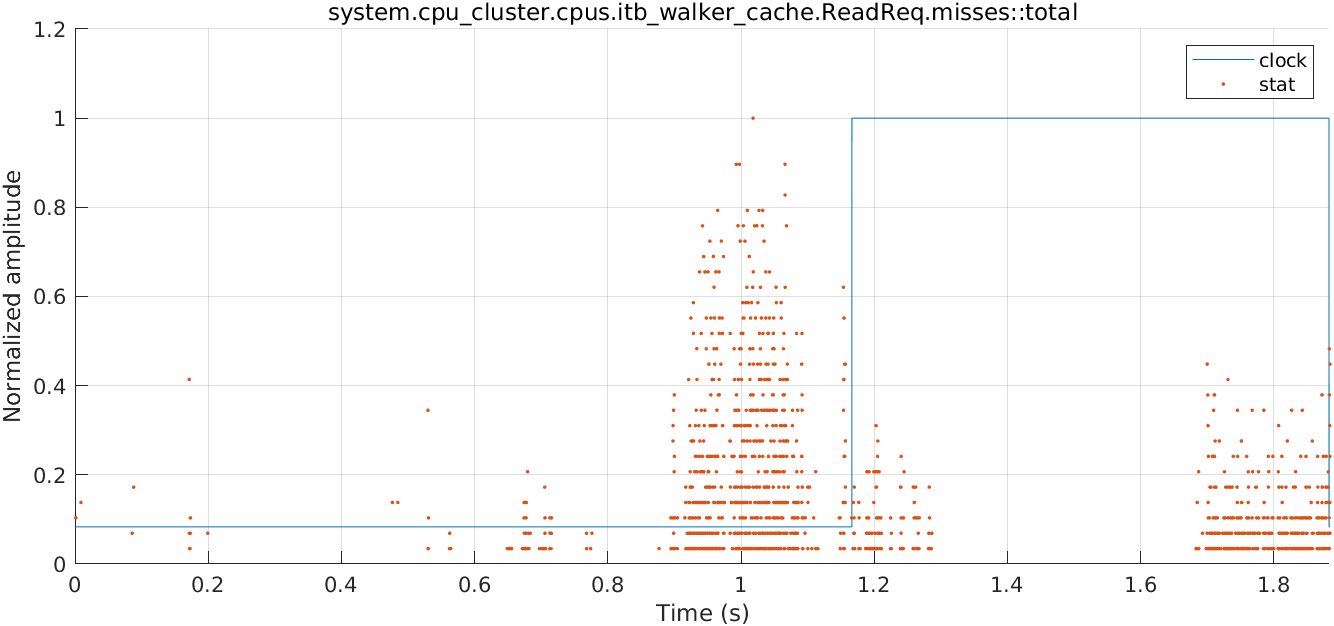 system.cpu_cluster.cpus.itb_walker_cache.ReadReq.misses::total
1.2
1
0.8
0.6
0.4
0.2
0
Normalized amplitude
clock
stat
0 0.2 0.4 0.6 0.8 1 1.2 1.4 1.6 1.8
Time (s)